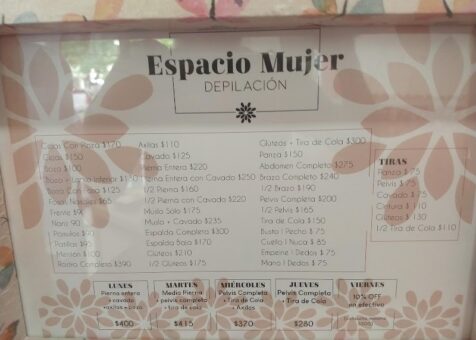 Espacio Mujer
DEPILACIÓN
Cejas Con Pinza $170
Cejas $150
Bozo $100
Bozo + Labio Inferior $130
Bozo Con Pinza $125
Fosas Nasales $65
Frente $90
Nariz 90
Pómulos $90
Patillas $95
Mentón $100
Rostro Completo $390
Axilas $110
Cavado $125
Pierna Entera $220
Pierna Entera con Cavado $250
1/2 Pierna $160
1/2 Pierna con Cavado $220
Muslo Solo $175
Muslo + Cavado $235
Espalda Completa $300
Espalda Baja $170
Glúteos $210
1/2 Glúteos $175
Glúteos + Tira de Cola $300
Panza $150
Abdomen Completo $275
Brazo Completo $240
1/2 Brazo $190
Pelvis Completa $200
1/2 Pelvis $165
Tira de Cola $150
Busto | Pecho $ 75
Cuello | Nuca $ 85
Empeine | Dedos $ 75
Mano | Dedos $ 75
TIRAS
Panza $ 75
Pelvis $ 75
Cavado $ 75
Cintura $ 110
Glúteos $ 130
1/2 Tira de Cola $110
LUNES
Pierna entera
+ cavado
+axilas + bozo
$400
MARTES
Media Pierna
+ pelvis completa
+ tira de cola
$415
MIÉRCOLES
Pelvis Completa
+ Tira de Cola
+ Axilas
$370
JUEVES
Pelvis Completa
+ Tira de Cola
$280
VIERNES
10% OFF
en efectivo